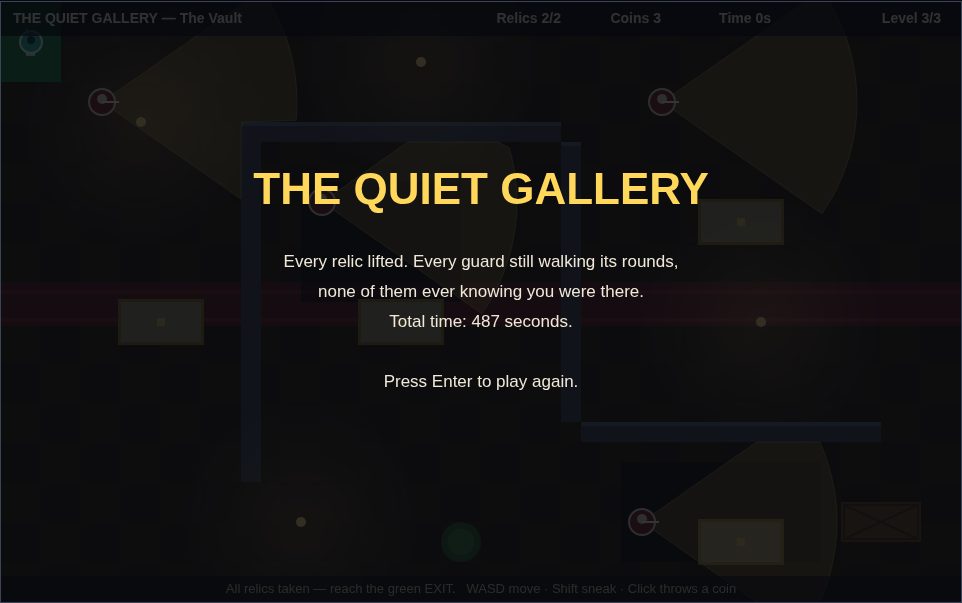 THE QUIET GALLERY — The Vault Relics 2/2 Coins 3 Time 0s Level 3/3
THE QUIET GALLERY
Every relic lifted. Every guard still walking its rounds,
none of them ever knowing you were there.
Total time: 487 seconds.
Press Enter to play again.
All relics taken — reach the green EXIT. WASD move · Shift sneak · Click throws a coin